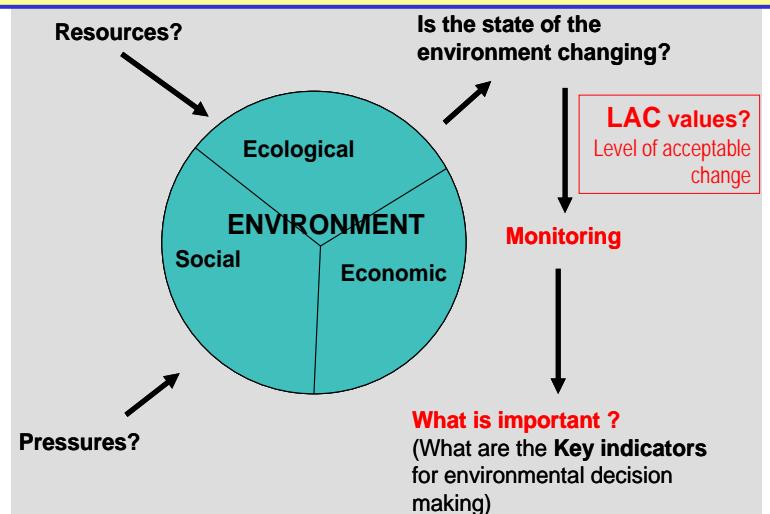 Resources?
Is the state of the
environment changing?
LAC values?
Level of acceptable
change
Ecological
ENVIRONMENT
Social
Economic
Monitoring
Pressures?
What is important ?
(What are the Key indicators
for environmental decision
making)